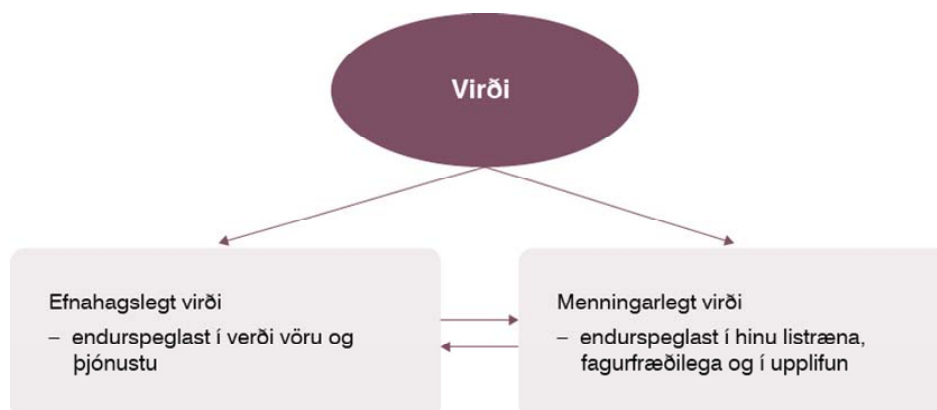 Virði
Efnahagslegt virði
– endurspeglast í verði vöru og
þjónustu
Menningarlegt virði
– endurspeglast í hinu listræna,
fagurfræðilega og í upplifun